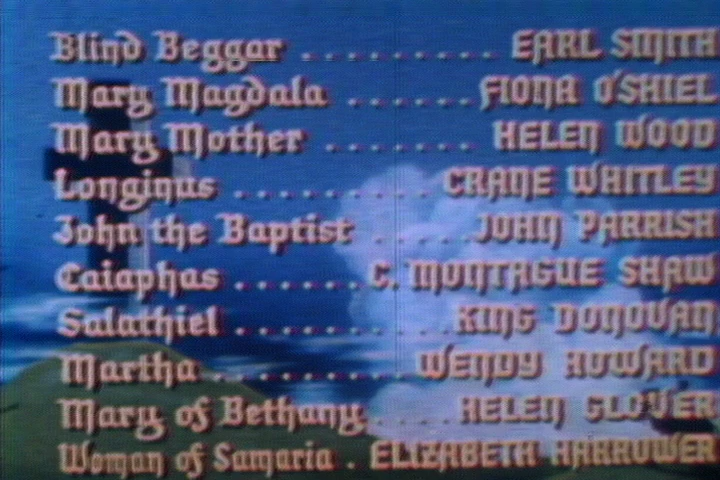 Blind Beggar . . . . . . . . . EARL SMITH
Mary Magdala . . . . . . FIONA O'SHIEL
Mary Mother . . . . . . . HELEN WOOD
Longinus . . . . . . . . . CRANE WHITLEY
John the Baptist . . . . . JOHN PARRISH
Caiaphas . . . . . . C. MONTAGUE SHAW
Salathiel . . . . . . . . . . KING DONOVAN
Martha . . . . . . . . . WENDY HOWARD
Mary of Bethany . . . . HELEN GLOVER
Woman of Samaria . ELIZABETH HARROWER